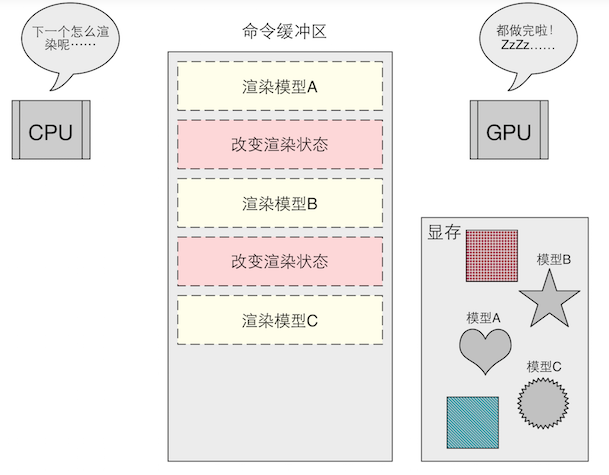 下一个怎么渲
染呢……
命令缓冲区
都做完啦！
ZzZz……
CPU
渲染模型A
改变渲染状态
渲染模型B
改变渲染状态
渲染模型C
GPU
显存
模型B
模型A
模型C